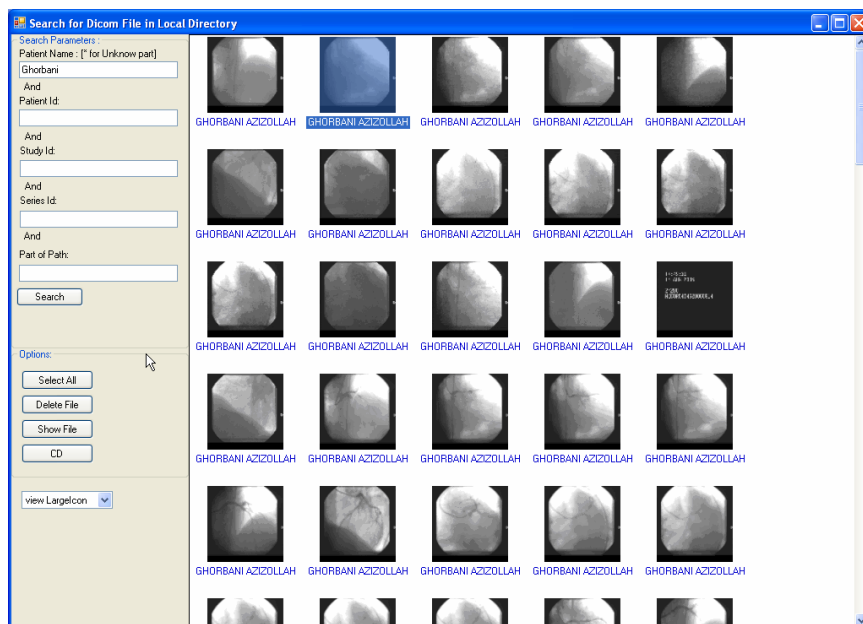 Search for Dicom File in Local Directory
Search Parameters :
Patient Name : [* for Unknow part]
Ghorbani
And
Patient Id:
And
Study Id:
And
Series Id:
And
Part of Path:
Search
Options:
Select All
Delete File
Show File
CD
view LargeIcon
GHORBANI AZIZOLLAH GHORBANI AZIZOLLAH GHORBANI AZIZOLLAH GHORBANI AZIZOLLAH GHORBANI AZIZOLLAH
GHORBANI AZIZOLLAH GHORBANI AZIZOLLAH GHORBANI AZIZOLLAH GHORBANI AZIZOLLAH GHORBANI AZIZOLLAH
GHORBANI AZIZOLLAH GHORBANI AZIZOLLAH GHORBANI AZIZOLLAH GHORBANI AZIZOLLAH GHORBANI AZIZOLLAH
GHORBANI AZIZOLLAH GHORBANI AZIZOLLAH GHORBANI AZIZOLLAH GHORBANI AZIZOLLAH GHORBANI AZIZOLLAH
GHORBANI AZIZOLLAH GHORBANI AZIZOLLAH GHORBANI AZIZOLLAH GHORBANI AZIZOLLAH GHORBANI AZIZOLLAH